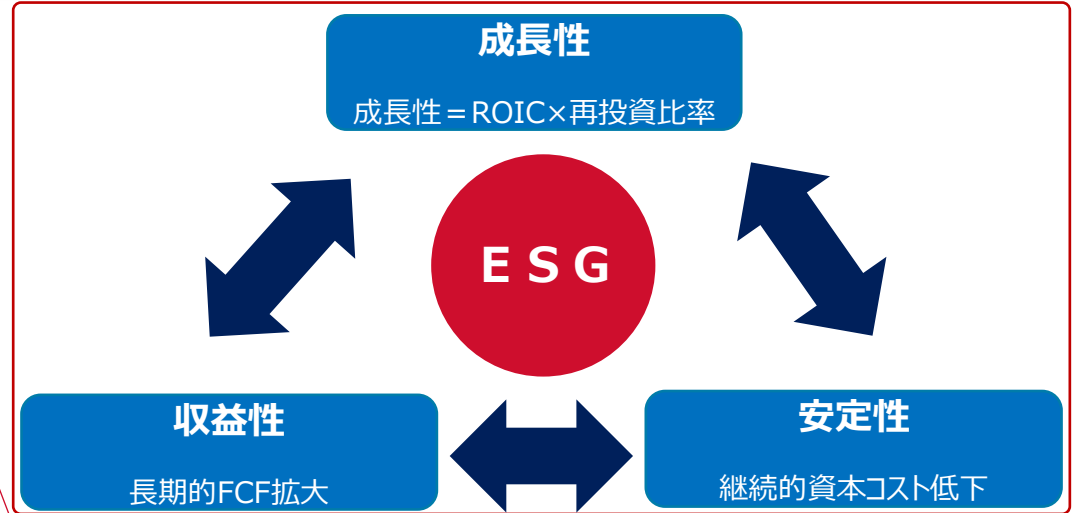 成長性
成長性＝ROIC×再投資比率
ESG
収益性
長期的FCF拡大
安定性
継続的資本コスト低下